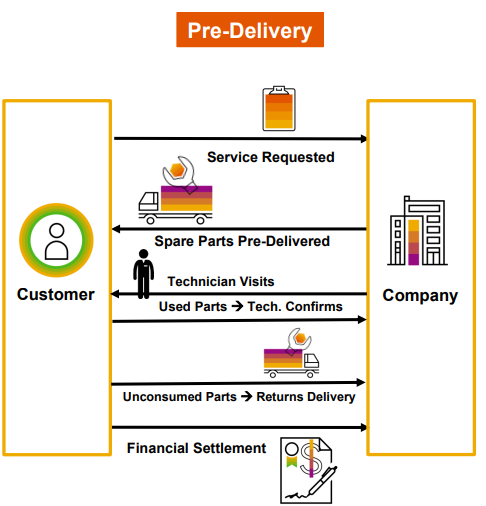 Pre-Delivery
Service Requested
Spare Parts Pre-Delivered
Technician Visits
Customer
Company
Used Parts → Tech. Confirms
Unconsumed Parts → Returns Delivery
Financial Settlement
$